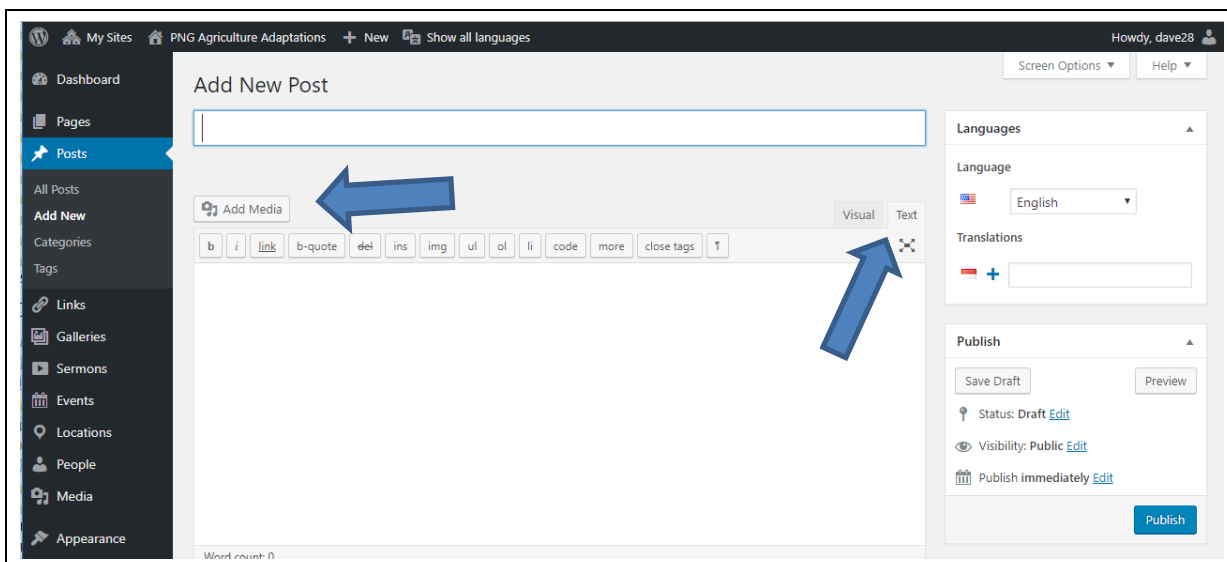 My Sites PNG Agriculture Adaptations + New Show all languages Howdy, dave28
Screen Options ▼ Help ▼
Dashboard
Pages
Posts
All Posts
Add New
Categories
Tags
Links
Galleries
Sermons
Events
Locations
People
Media
Appearance
Add New Post
Add Media
Visual Text
b i link b-quote del ins img ul ol li code more close tags ¶
Word count: 0
Languages
Language
English
Translations
+
Publish
Save Draft Preview
Status: Draft Edit
Visibility: Public Edit
Publish immediately Edit
Publish